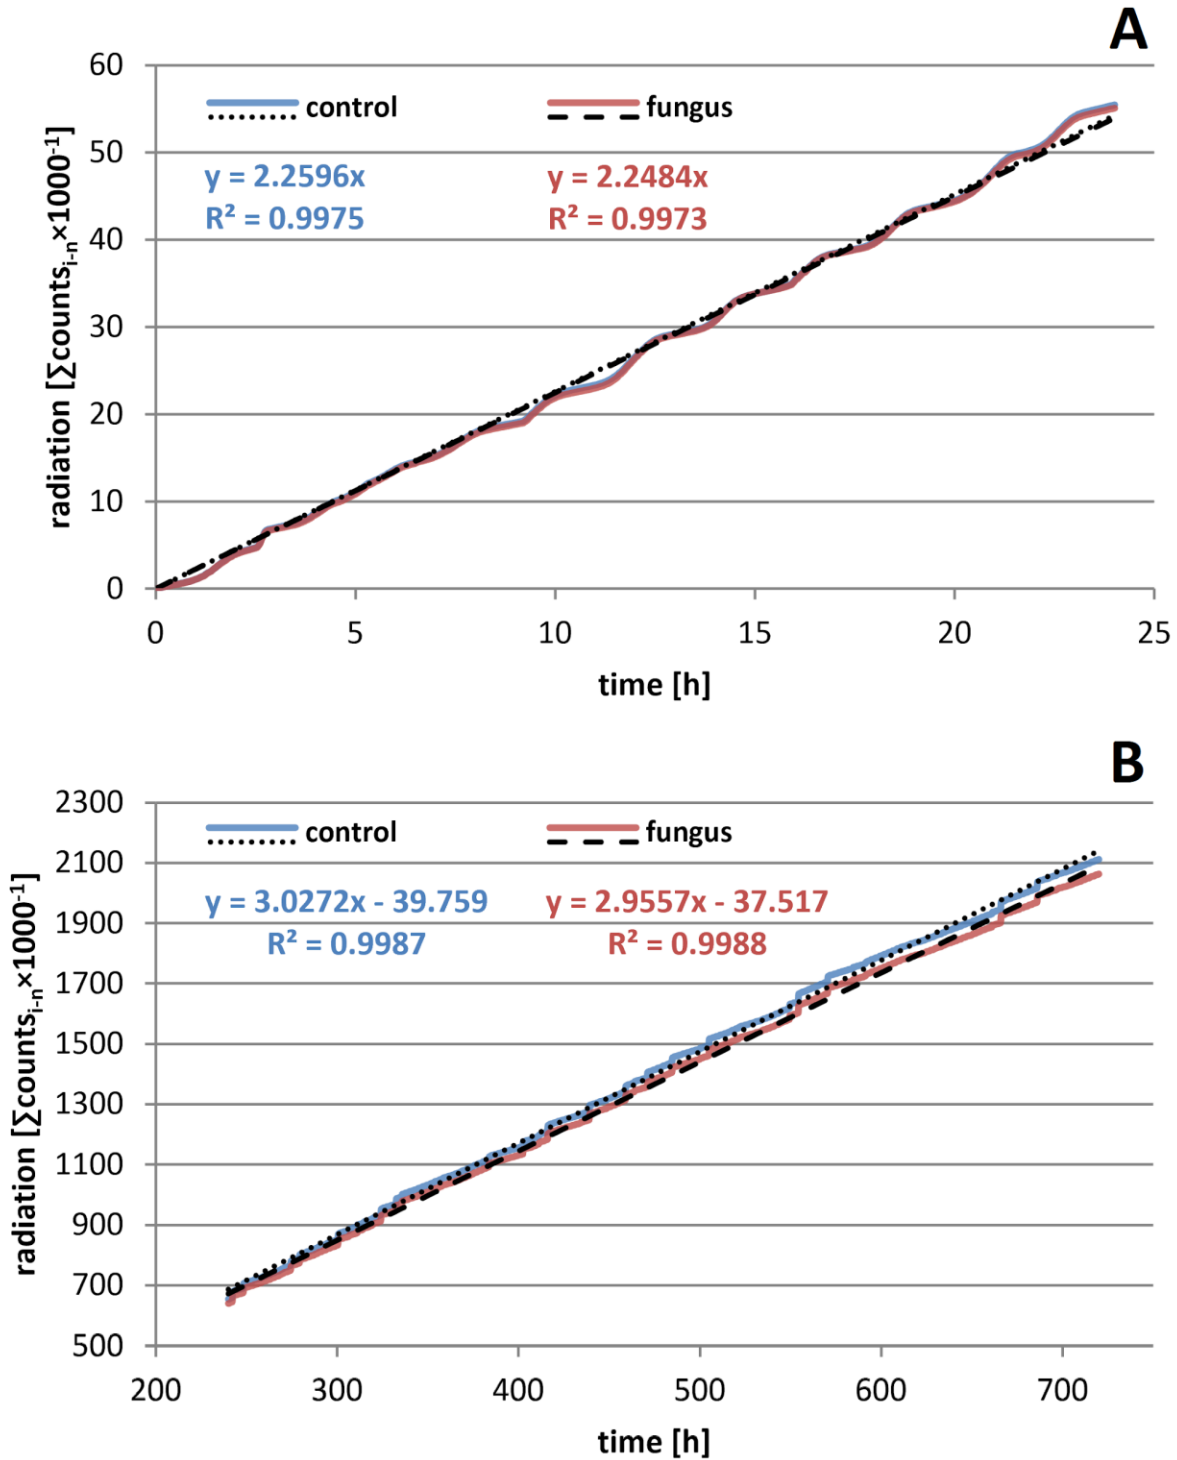 A
60
50
40
30
20
10
0
radiation [∑counts_{i-n}×1000^{-1}]
control fungus
y = 2.2596x y = 2.2484x
R² = 0.9975 R² = 0.9973
0 5 10 15 20 25
time [h]
B
2300
2100
1900
1700
1500
1300
1100
900
700
500
radiation [∑counts_{i-n}×1000^{-1}]
control fungus
y = 3.0272x - 39.759 y = 2.9557x - 37.517
R² = 0.9987 R² = 0.9988
200 300 400 500 600 700
time [h]